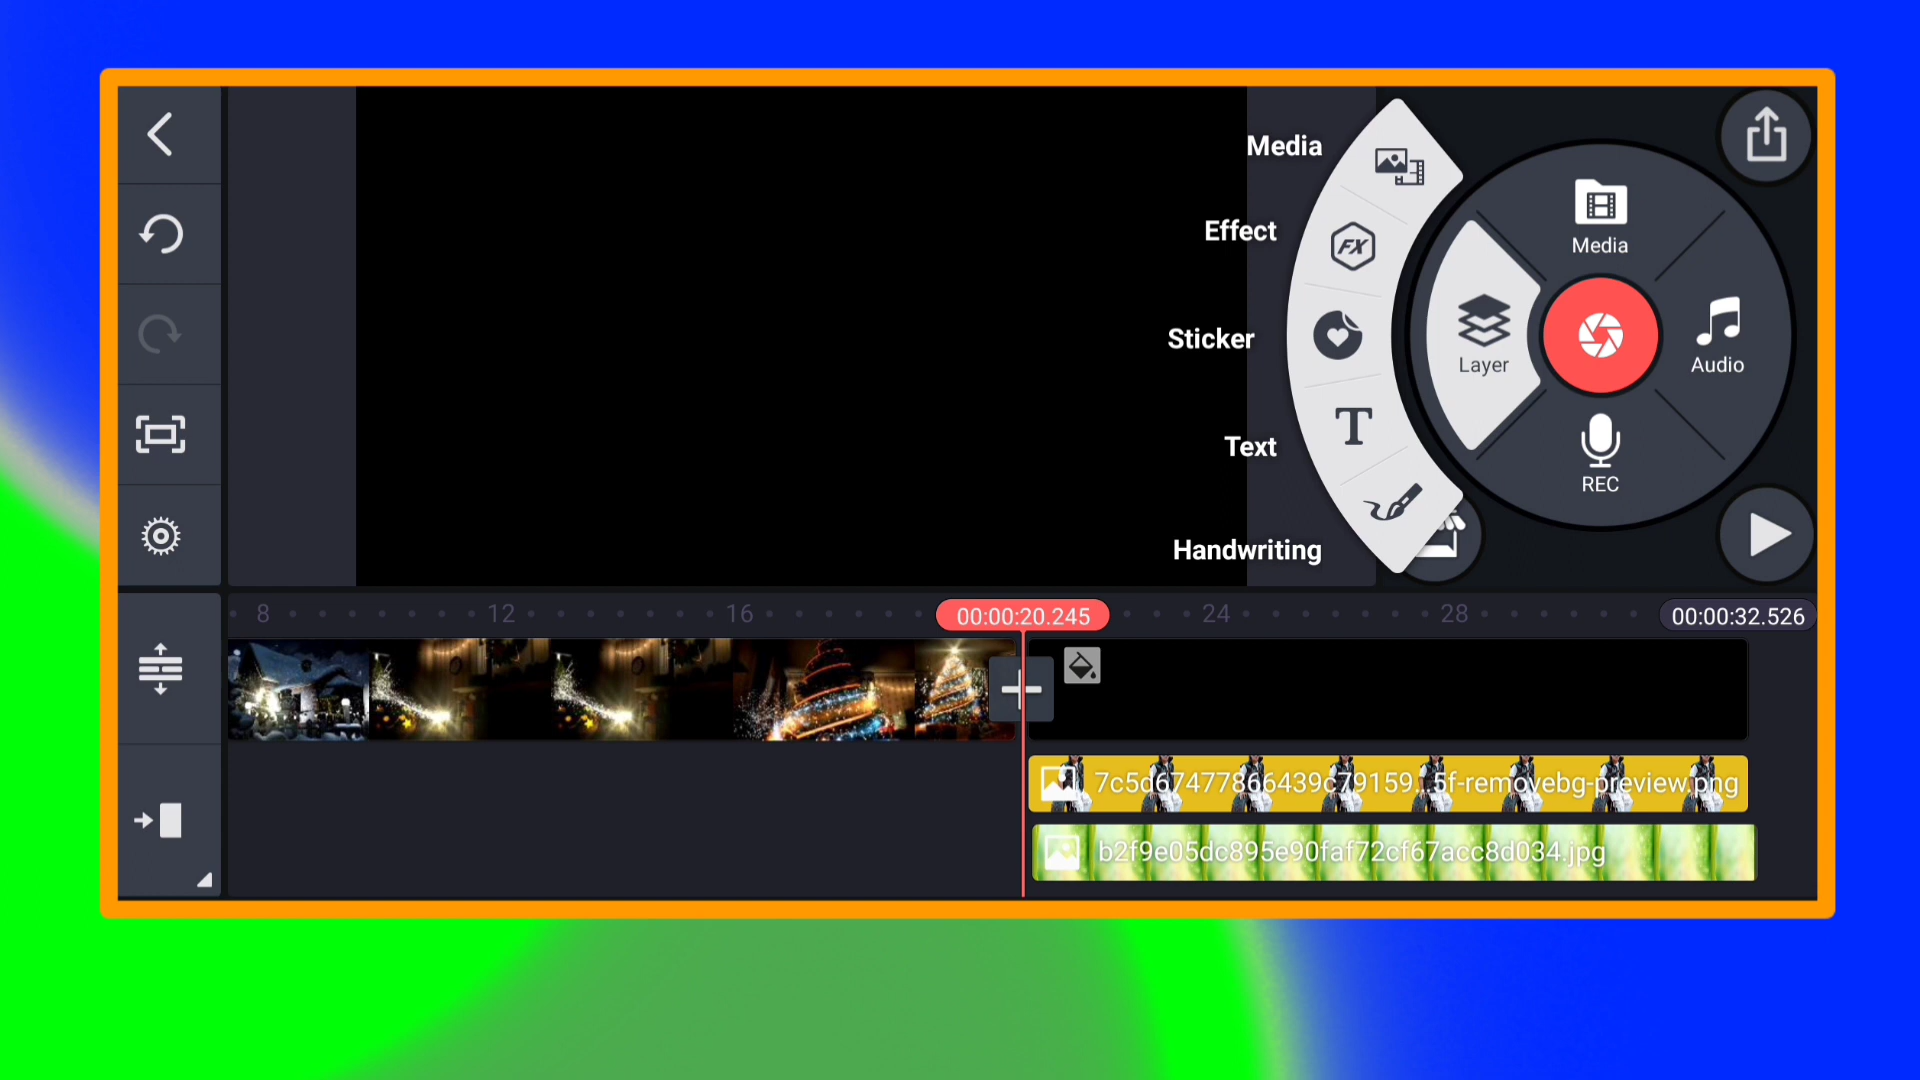 Media
Effect
Sticker
Text
Handwriting
FX
T
Media
Layer
Audio
REC
8 12 16 00:00:20.245 24 28 00:00:32.526
7c5d67477866439c79159...5f-removebg-preview.png
b2f9e05dc895e90faf72cf67acc8d034.jpg